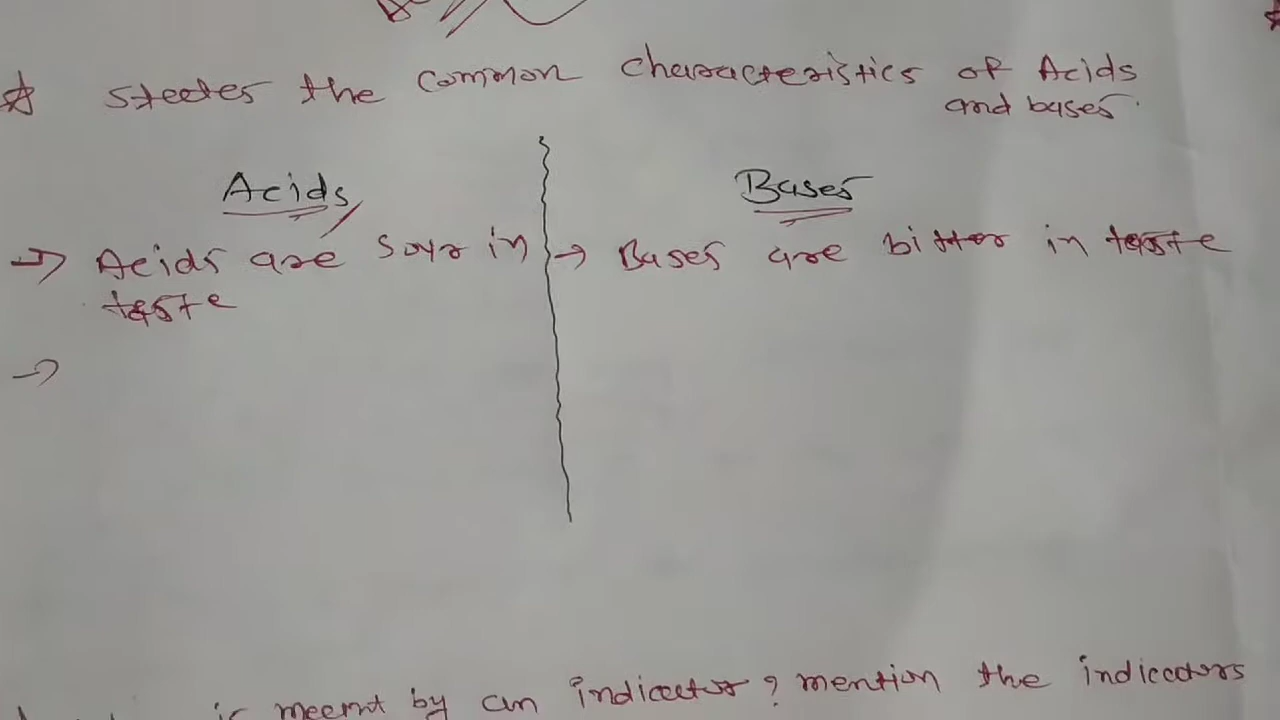 states the common characteristics of Acids
and bases.
Acids
Bases
→ Acids are sour in
taste
→ Bases are bitter in taste
→
is meant by an indicator? mention the indicators